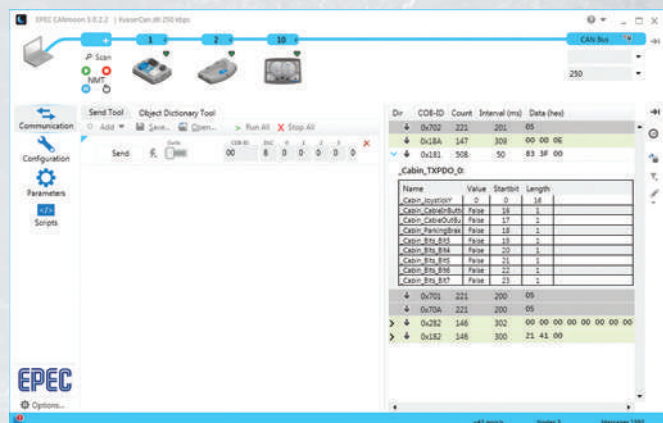 EPEC CANmoon 1.0.2.2 | KvaserCan.dll 250 kbps
1
2
10
CAN Bus
Scan
NMT
250
Communication
Configuration
Parameters
Scripts
Send Tool Object Dictionary Tool
Add Save... Open... Run All Stop All
Cyclic COB-ID DLC 0 1 2 3
Send 00 8 0 0 0 0 0
Dir COB-ID Count Interval (ms) Data (hex)
0x702 221 201 05
0x18A 147 309 00 00 0E
0x181 508 50 83 3F 00
_Cabin_TXPDO_0:
Name Value Startbit Length
_Cabin_JoystickY 0 0 16
_Cabin_CableInButt False 16 1
_Cabin_CableOutBu False 17 1
_Cabin_ParkingBrak False 18 1
_Cabin_Bits_Bit3 False 19 1
_Cabin_Bits_Bit4 False 20 1
_Cabin_Bits_Bit5 False 21 1
_Cabin_Bits_Bit6 False 22 1
_Cabin_Bits_Bit7 False 23 1
0x701 221 200 05
0x70A 221 200 05
0x282 146 302 00 00 00 00 00 00 00 00
0x182 146 300 21 41 00
EPEC
Options...